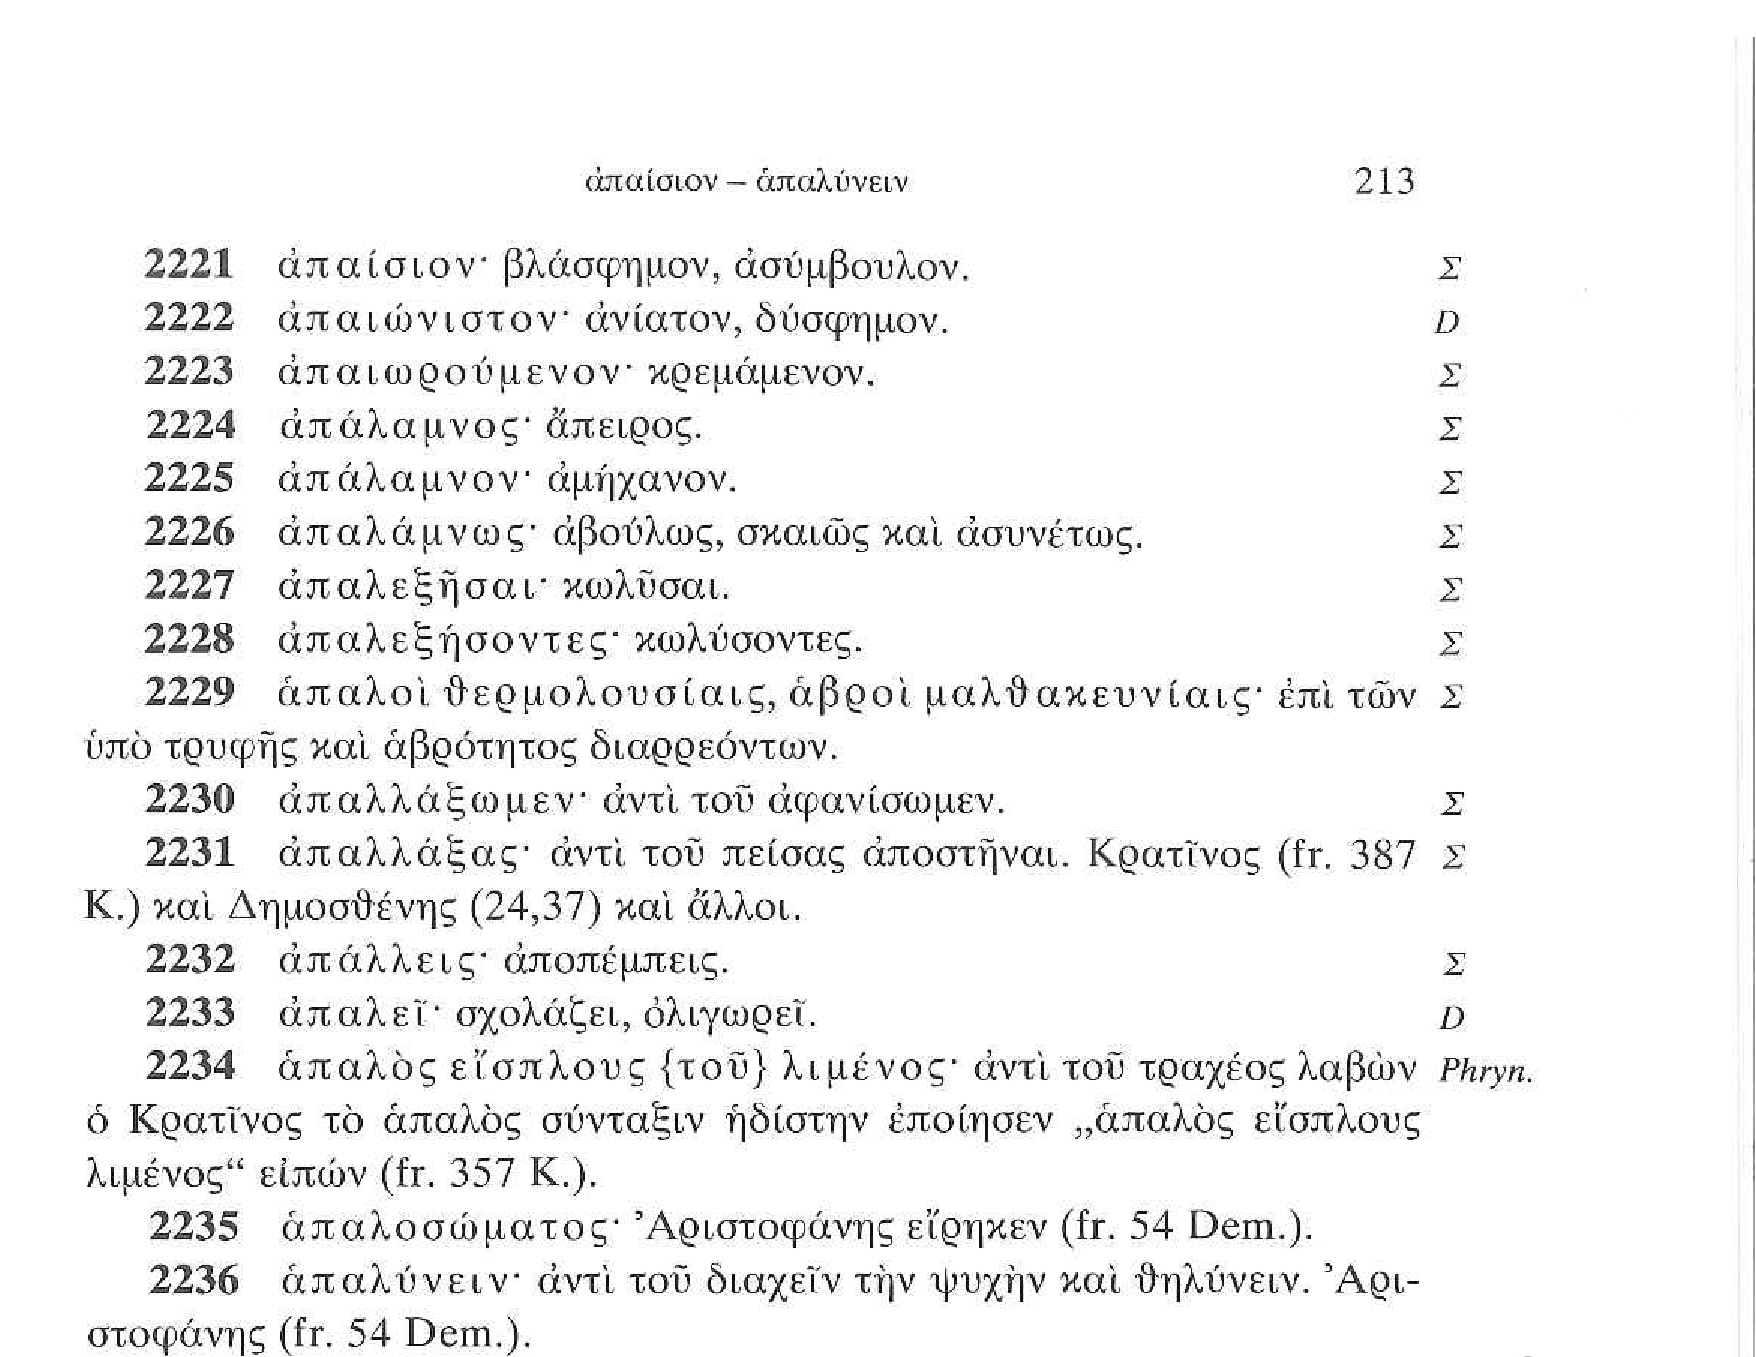 ἀπαίσιον – ἁπαλύνειν 213
2221 ἀπαίσιον· βλάσφημον, ἀσύμβουλον. Σ
2222 ἀπαιώνιστον· ἀνίατον, δύσφημον. D
2223 ἀπαιωρούμενον· κρεμάμενον. Σ
2224 ἀπάλαμνος· ἄπειρος. Σ
2225 ἀπάλαμνον· ἀμήχανον. Σ
2226 ἀπαλάμνως· ἀβούλως, σκαιῶς καὶ ἀσυνέτως. Σ
2227 ἀπαλεξῆσαι· κωλῦσαι. Σ
2228 ἀπαλεξήσοντες· κωλύσοντες. Σ
2229 ἁπαλοὶ θερμολουσίαις, ἁβροὶ μαλθακευνίαις· ἐπὶ τῶν Σ
ὑπὸ τρυφῆς καὶ ἁβρότητος διαρρεόντων.
2230 ἀπαλλάξωμεν· ἀντὶ τοῦ ἀφανίσωμεν. Σ
2231 ἀπαλλάξας· ἀντὶ τοῦ πείσας ἀποστῆναι. Κρατῖνος (fr. 387 Σ
K.) καὶ Δημοσθένης (24,37) καὶ ἄλλοι.
2232 ἀπάλλεις· ἀποπέμπεις. Σ
2233 ἀπαλεῖ· σχολάζει, ὀλιγωρεῖ. D
2234 ἁπαλὸς εἴσπλους {τοῦ} λιμένος· ἀντὶ τοῦ τραχέος λαβὼν Phryn.
ὁ Κρατῖνος τὸ ἁπαλὸς σύνταξιν ἡδίστην ἐποίησεν „ἁπαλὸς εἴσπλους
λιμένος“ εἰπών (fr. 357 K.).
2235 ἁπαλοσώματος· Ἀριστοφάνης εἴρηκεν (fr. 54 Dem.).
2236 ἁπαλύνειν· ἀντὶ τοῦ διαχεῖν τὴν ψυχὴν καὶ θηλύνειν. Ἀρι-
στοφάνης (fr. 54 Dem.).